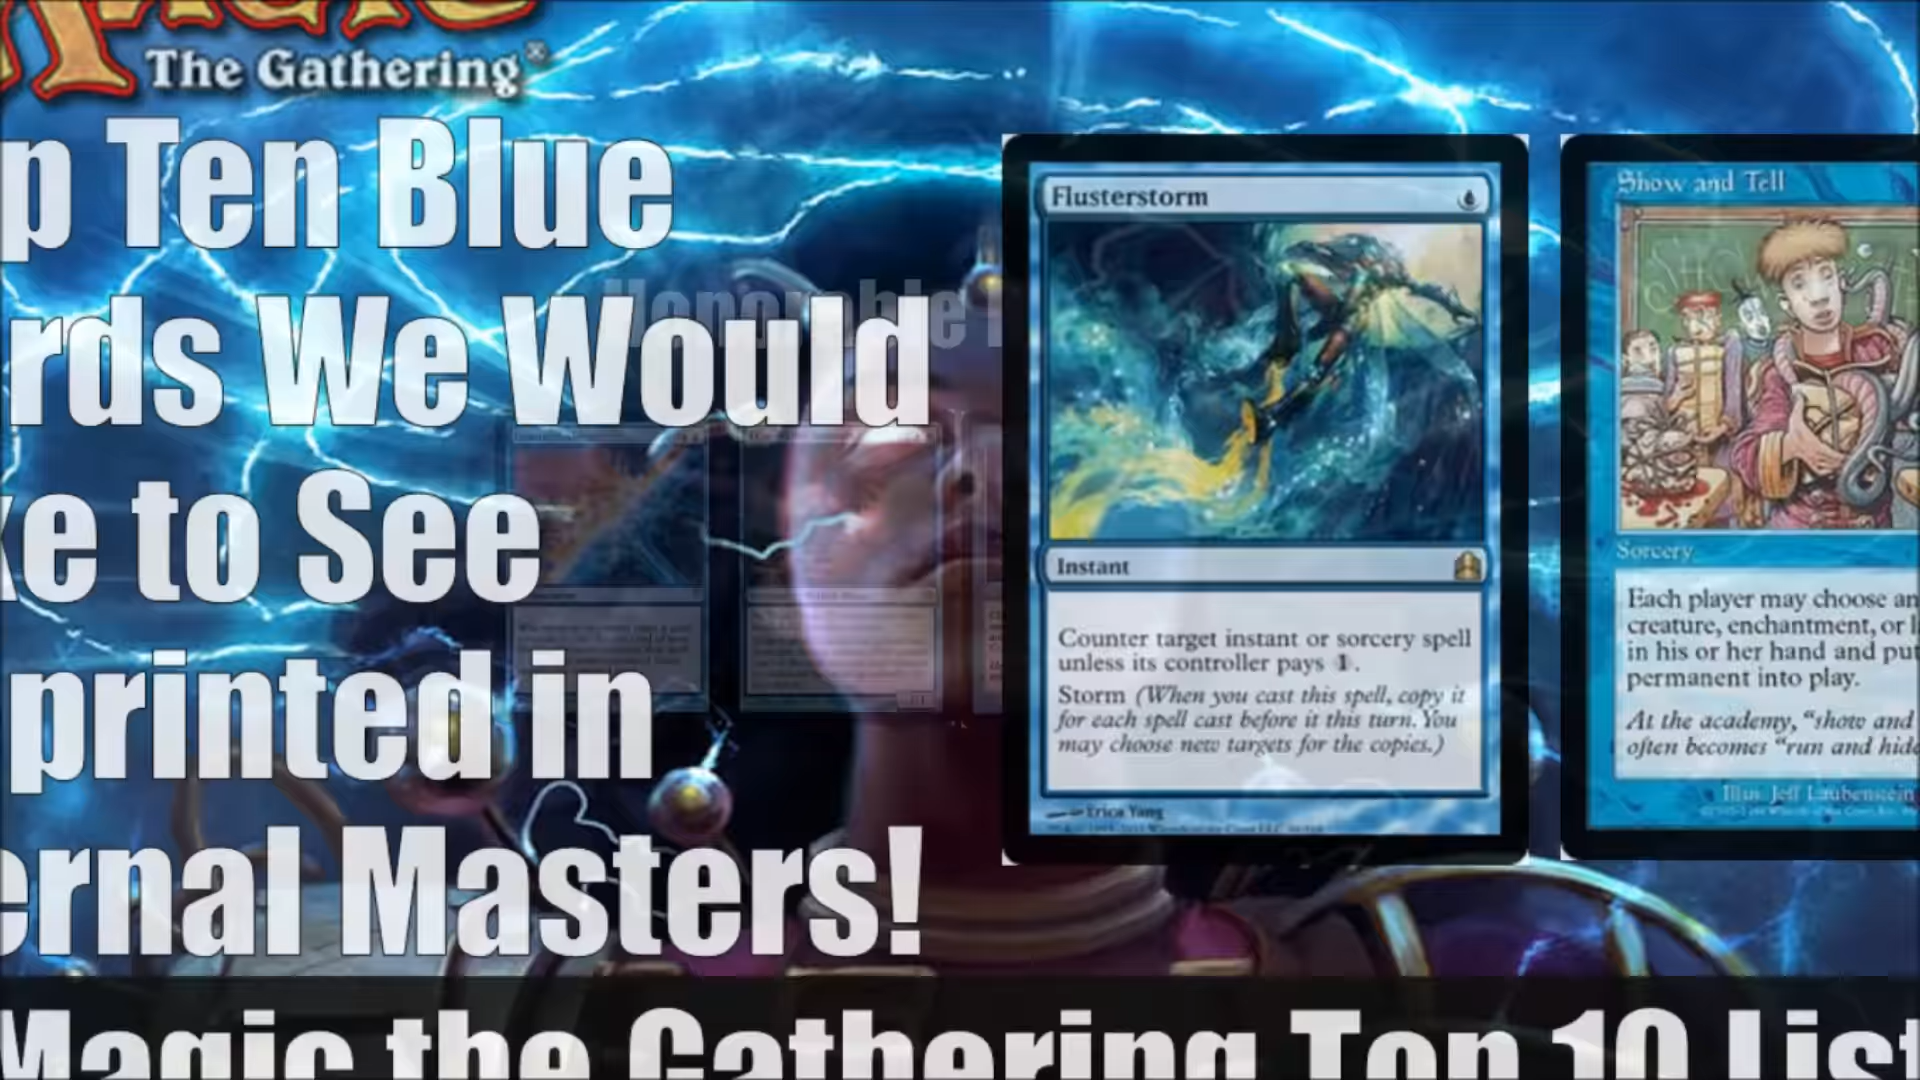 The Gathering®
p Ten Blue
rds We Would
ke to See
printed in
ernal Masters!
Honorable
Flusterstorm
Instant
Counter target instant or sorcery spell
unless its controller pays 1.
Storm (When you cast this spell, copy it
for each spell cast before it this turn. You
may choose new targets for the copies.)
Erica Yang
Show and Tell
Sorcery
Each player may choose an
creature, enchantment, or l
in his or her hand and put
permanent into play.
At the academy, “show and
often becomes “run and hide
Illus. Jeff Laubenstein
Magic the Gathering Top 10 List